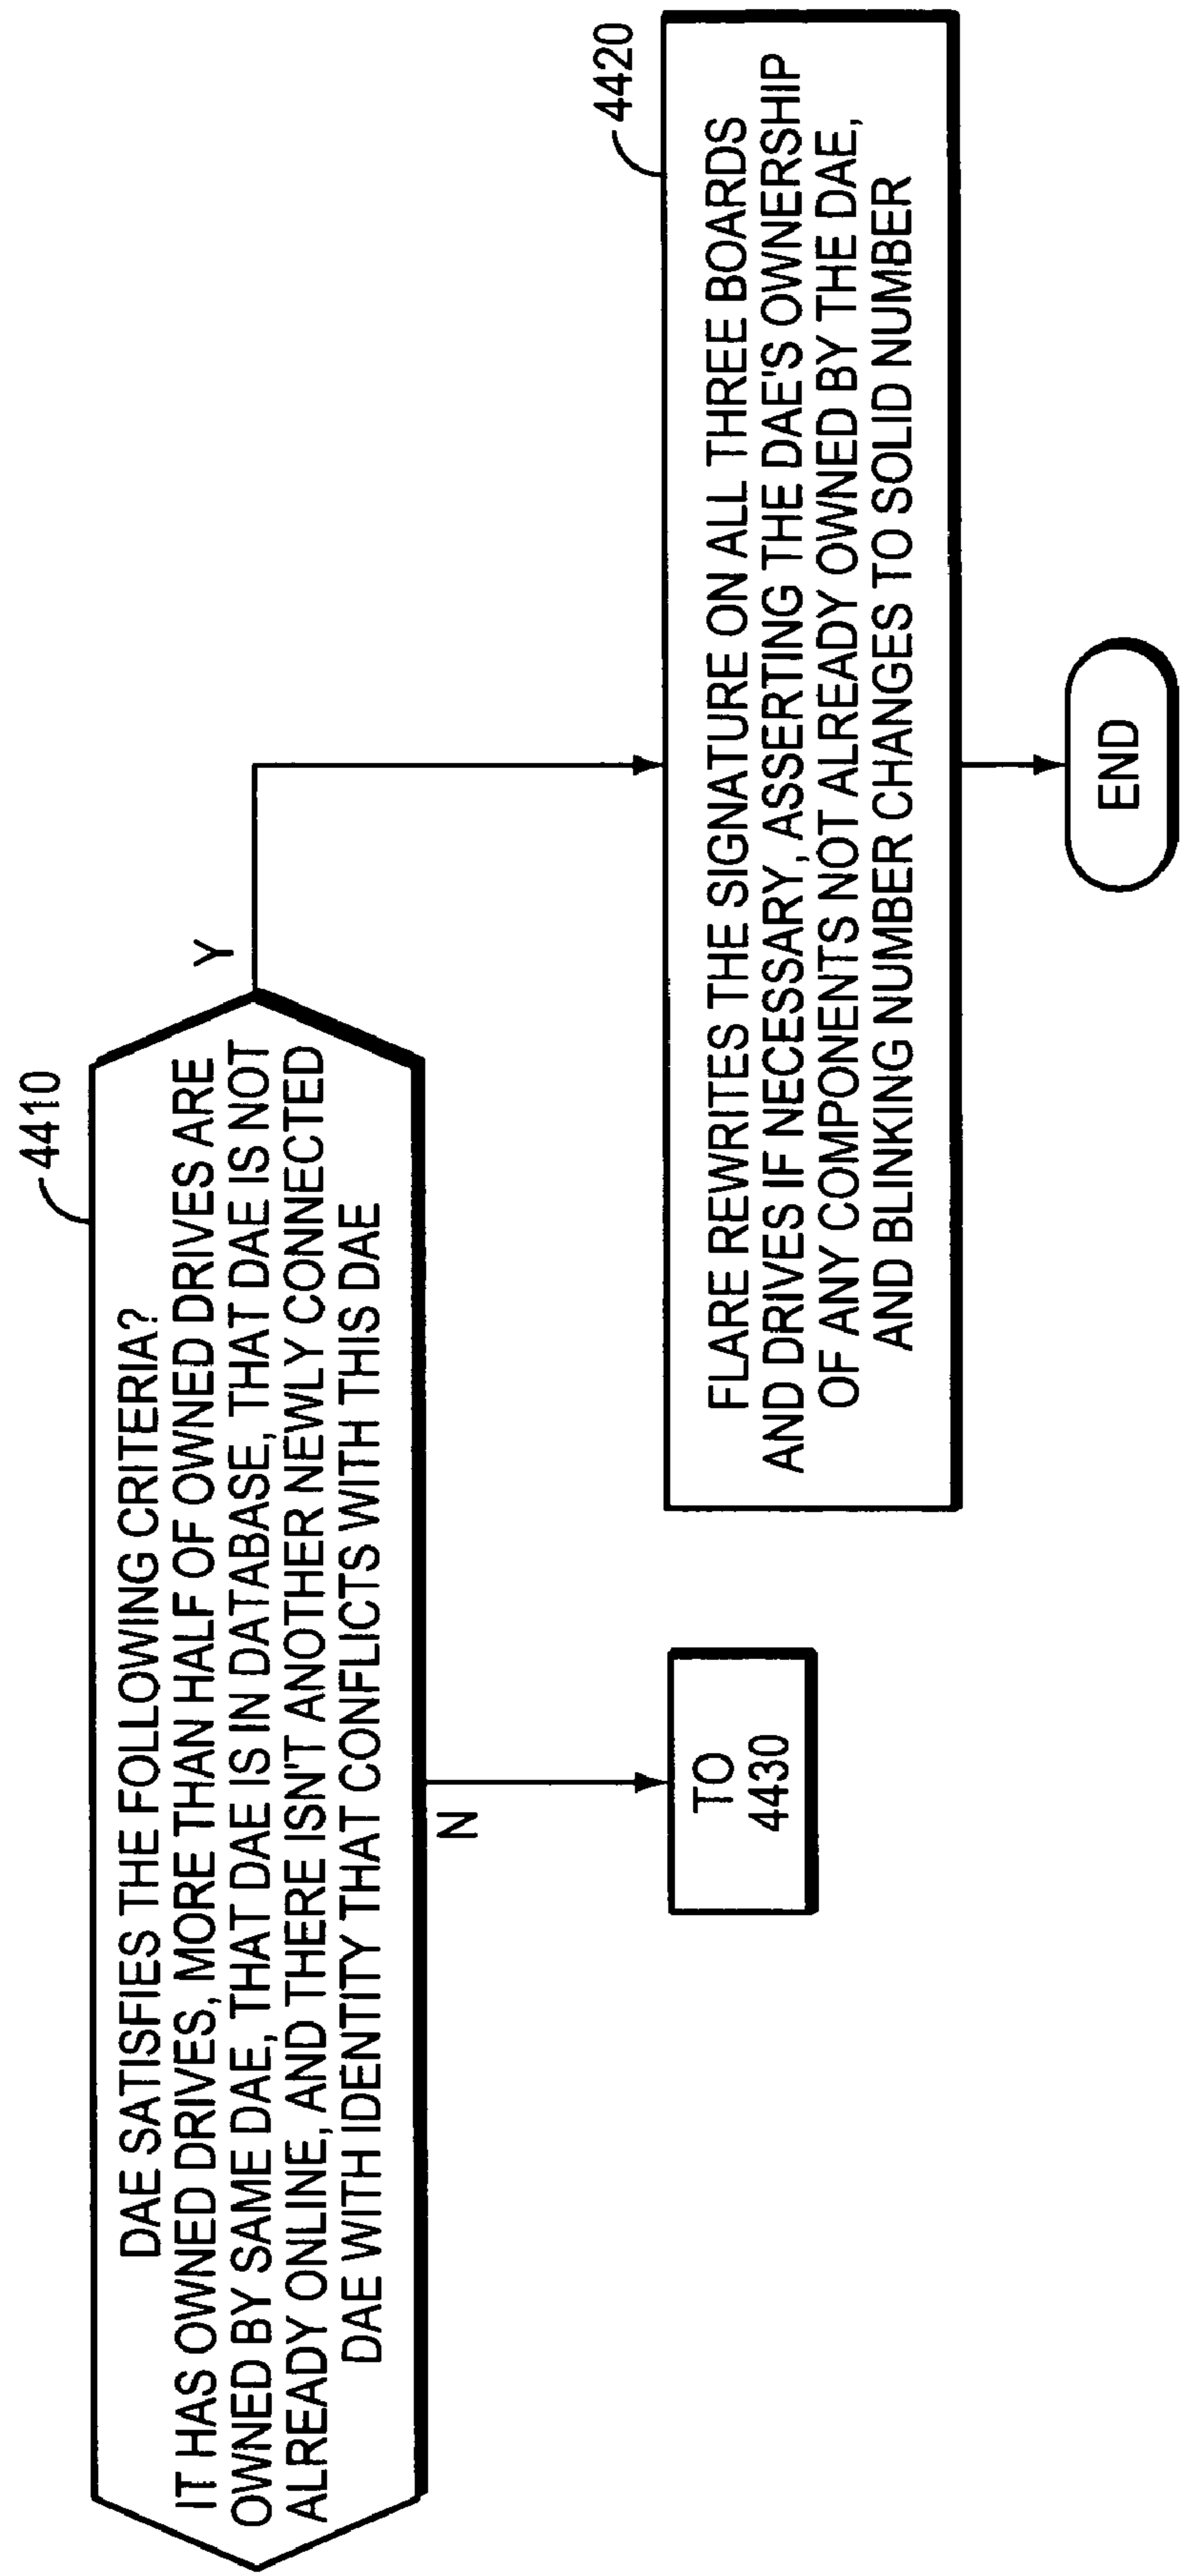 4410
DAE SATISFIES THE FOLLOWING CRITERIA?
IT HAS OWNED DRIVES, MORE THAN HALF OF OWNED DRIVES ARE
OWNED BY SAME DAE, THAT DAE IS IN DATABASE, THAT DAE IS NOT
ALREADY ONLINE, AND THERE ISN'T ANOTHER NEWLY CONNECTED
DAE WITH IDENTITY THAT CONFLICTS WITH THIS DAE
Y
N
TO
4430
4420
FLARE REWRITES THE SIGNATURE ON ALL THREE BOARDS
AND DRIVES IF NECESSARY, ASSERTING THE DAE'S OWNERSHIP
OF ANY COMPONENTS NOT ALREADY OWNED BY THE DAE,
AND BLINKING NUMBER CHANGES TO SOLID NUMBER
END